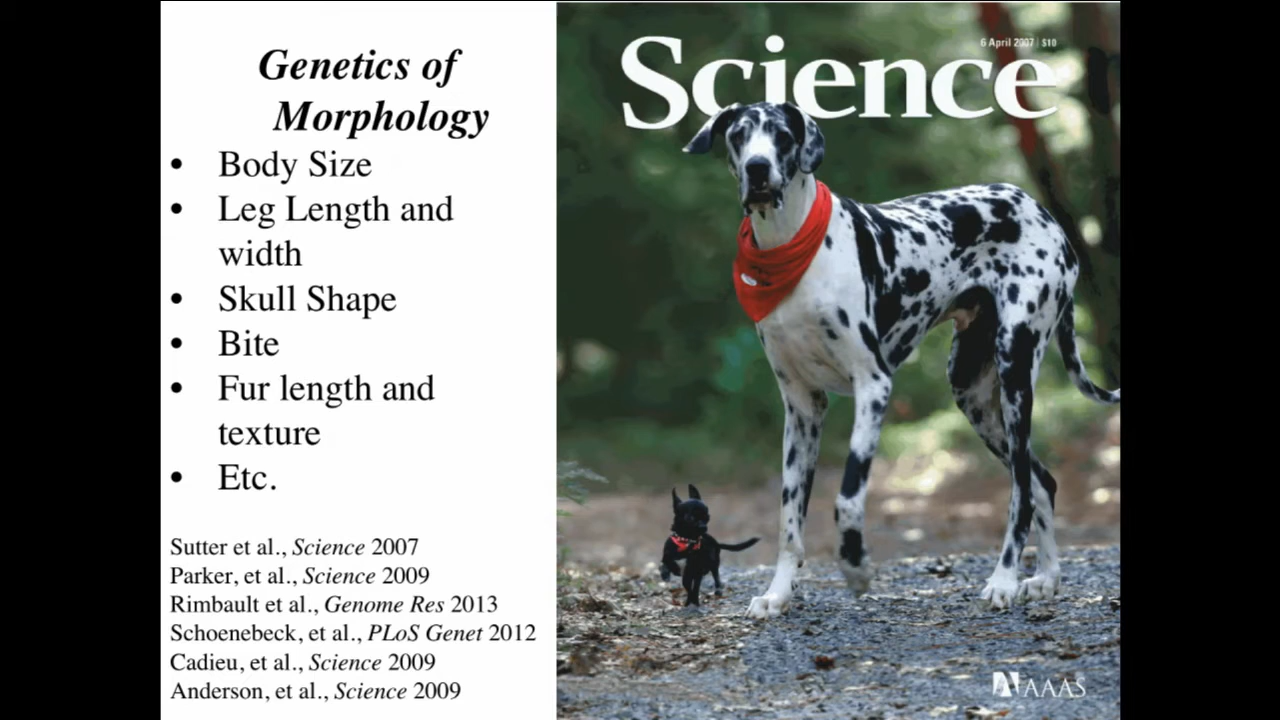 Genetics of
Morphology
• Body Size
• Leg Length and
width
• Skull Shape
• Bite
• Fur length and
texture
• Etc.
Sutter et al., Science 2007
Parker, et al., Science 2009
Rimbault et al., Genome Res 2013
Schoenebeck, et al., PLoS Genet 2012
Cadieu, et al., Science 2009
Anderson, et al., Science 2009
6 April 2007 | $10
Science
AAAS